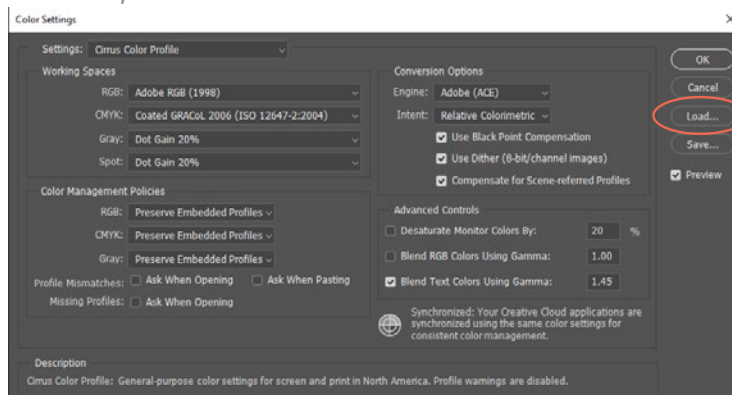 Color Settings
Settings: Cirrus Color Profile
Working Spaces
RGB: Adobe RGB (1998)
CMYK: Coated GRACoL 2006 (ISO 12647-2:2004)
Gray: Dot Gain 20%
Spot: Dot Gain 20%
Color Management Policies
RGB: Preserve Embedded Profiles
CMYK: Preserve Embedded Profiles
Gray: Preserve Embedded Profiles
Profile Mismatches: Ask When Opening Ask When Pasting
Missing Profiles: Ask When Opening
Conversion Options
Engine: Adobe (ACE)
Intent: Relative Colorimetric
Use Black Point Compensation
Use Dither (8-bit/channel images)
Compensate for Scene-referred Profiles
Advanced Controls
Desaturate Monitor Colors By: 20 %
Blend RGB Colors Using Gamma: 1.00
Blend Text Colors Using Gamma: 1.45
Synchronized: Your Creative Cloud applications are
synchronized using the same color settings for
consistent color management.
OK
Cancel
Load...
Save...
Preview
Description
Cirrus Color Profile: General-purpose color settings for screen and print in North America. Profile warnings are disabled.